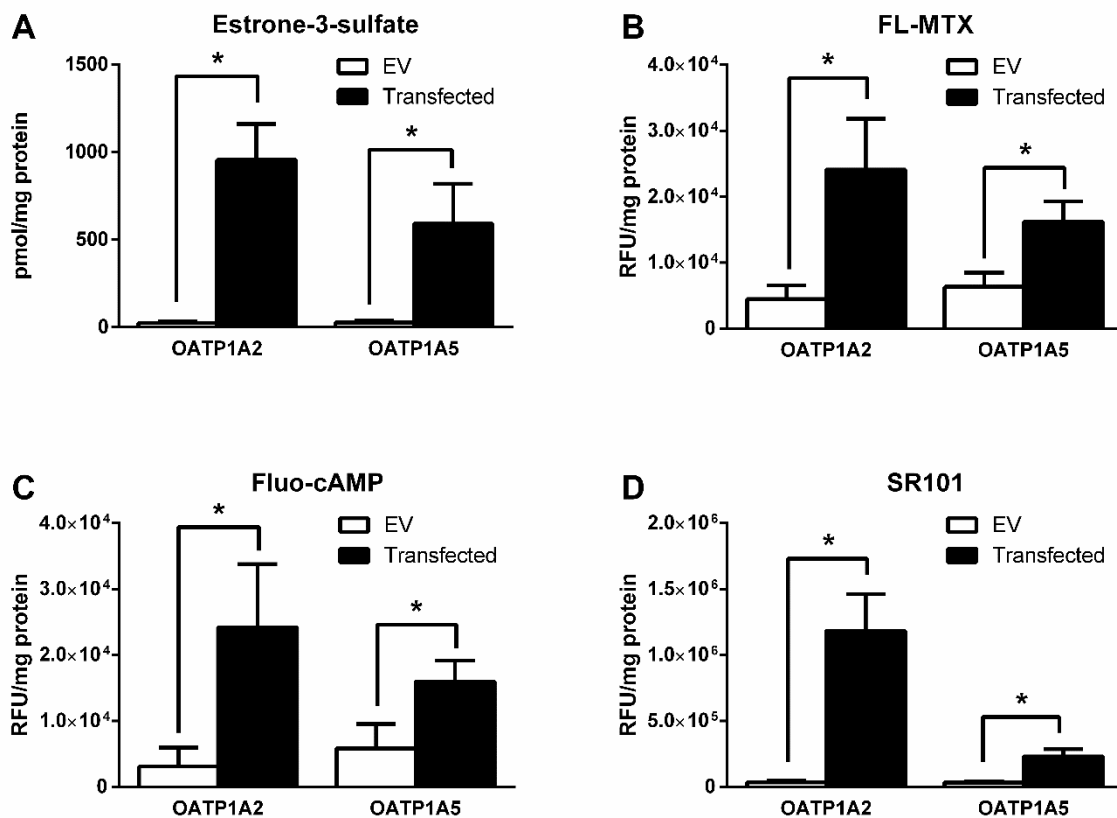 A
Estrone-3-sulfate
pmol/mg protein
1500
1000
500
0
*
*
EV
Transfected
OATP1A2
OATP1A5
B
FL-MTX
RFU/mg protein
4.0×10⁴
3.0×10⁴
2.0×10⁴
1.0×10⁴
0
*
*
EV
Transfected
OATP1A2
OATP1A5
C
Fluo-cAMP
RFU/mg protein
4.0×10⁴
3.0×10⁴
2.0×10⁴
1.0×10⁴
0
*
*
EV
Transfected
OATP1A2
OATP1A5
D
SR101
RFU/mg protein
2.0×10⁶
1.5×10⁶
1.0×10⁶
5.0×10⁵
0
*
*
EV
Transfected
OATP1A2
OATP1A5